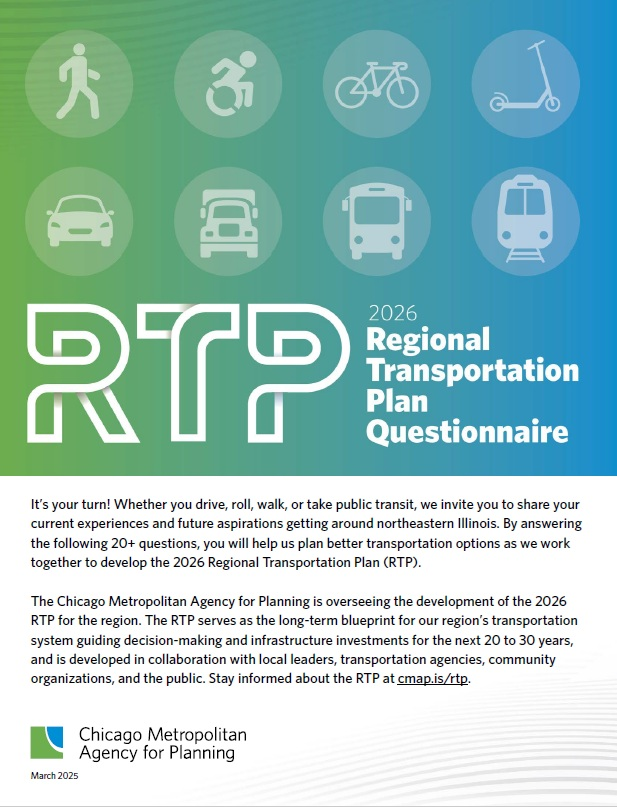 RTP
2026
Regional
Transportation
Plan
Questionnaire
It's your turn! Whether you drive, roll, walk, or take public transit, we invite you to share your
current experiences and future aspirations getting around northeastern Illinois. By answering
the following 20+ questions, you will help us plan better transportation options as we work
together to develop the 2026 Regional Transportation Plan (RTP).
The Chicago Metropolitan Agency for Planning is overseeing the development of the 2026
RTP for the region. The RTP serves as the long-term blueprint for our region's transportation
system guiding decision-making and infrastructure investments for the next 20 to 30 years,
and is developed in collaboration with local leaders, transportation agencies, community
organizations, and the public. Stay informed about the RTP at cmap.is/rtp.
Chicago Metropolitan
Agency for Planning
March 2025